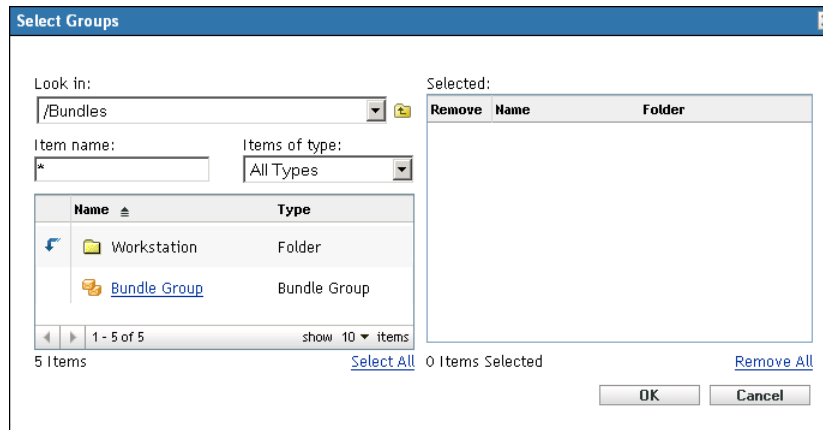 Select Groups
Look in:
/Bundles
Item name:
Items of type:
*
All Types
Name
Type
Workstation
Folder
Bundle Group
Bundle Group
1 - 5 of 5
show 10 items
5 Items
Select All
Selected:
Remove
Name
Folder
0 Items Selected
Remove All
OK
Cancel